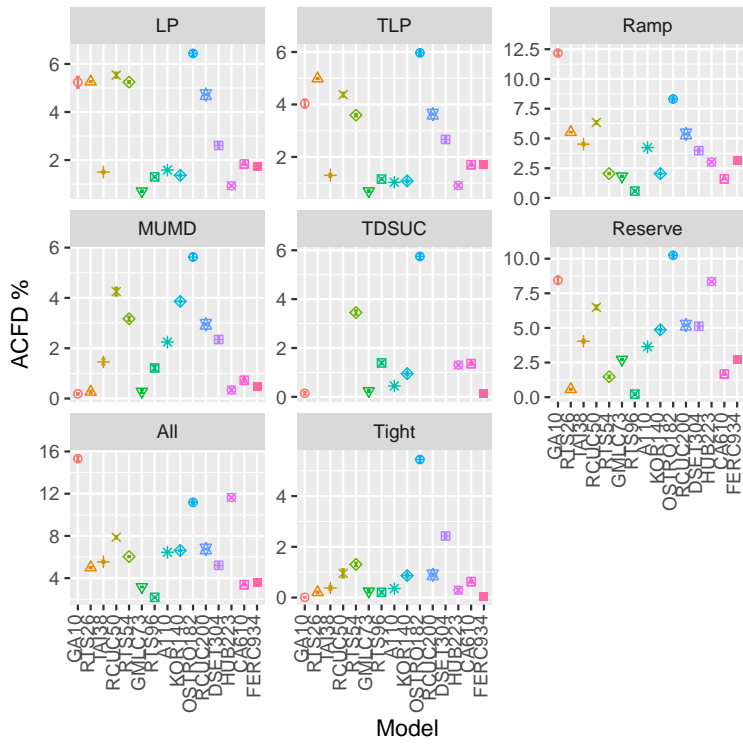 LP
TLP
Ramp
6
4
2
6
4
2
12.5
10.0
7.5
5.0
2.5
0.0
MUMD
TDSUC
Reserve
6
4
2
0
6
4
2
0
10.0
7.5
5.0
2.5
0.0
GA10
RTS26
TAI38
RCUC50
RTS54
GMLC73
RTS96
A110
KOR140
OSTRO182
RCUC200
DSET304
HUB223
CA610
FERC934
All
Tight
16
12
8
4
4
2
0
GA10
RTS26
TAI38
RCUC50
RTS54
GMLC73
RTS96
A110
KOR140
OSTRO182
RCUC200
DSET304
HUB223
CA610
FERC934
GA10
RTS26
TAI38
RCUC50
RTS54
GMLC73
RTS96
A110
KOR140
OSTRO182
RCUC200
DSET304
HUB223
CA610
FERC934
ACFD %
Model